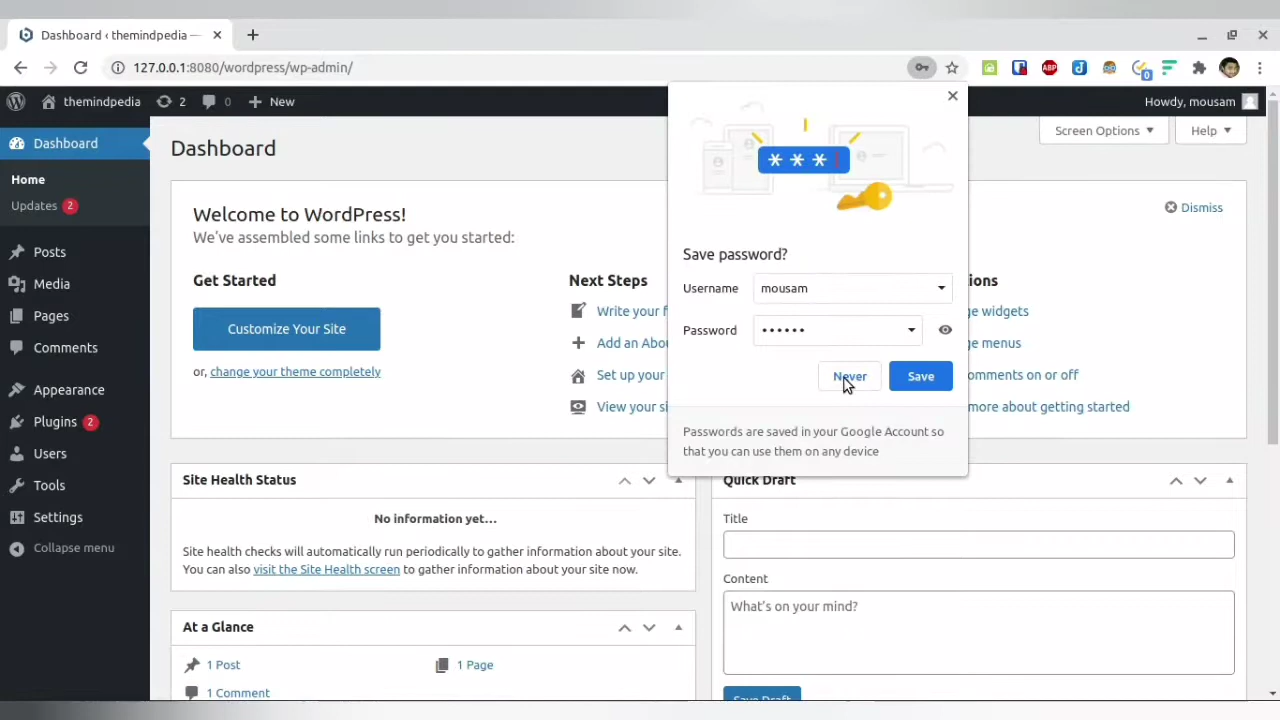 Dashboard ‹ themindpedia —
127.0.0.1:8080/wordpress/wp-admin/
ABP
0
themindpedia
2
0
New
Howdy, mousam
Dashboard
Home
Updates 2
Posts
Media
Pages
Comments
Appearance
Plugins 2
Users
Tools
Settings
Collapse menu
Dashboard
Screen Options
Help
Welcome to WordPress!
We've assembled some links to get you started:
Dismiss
Get Started
Customize Your Site
or, change your theme completely
Next Steps
Write your
Add an
Set up your
View your
menus
omments on or off
more about getting started
***
Save password?
Username mousam
Password ••••••
Never
Save
Passwords are saved in your Google Account so
that you can use them on any device
Site Health Status
No information yet…
Site health checks will automatically run periodically to gather information about your site.
You can also visit the Site Health screen to gather information about your site now.
At a Glance
1 Post
1 Page
1 Comment
Quick Draft
Title
Content
What's on your mind?
Save Draft